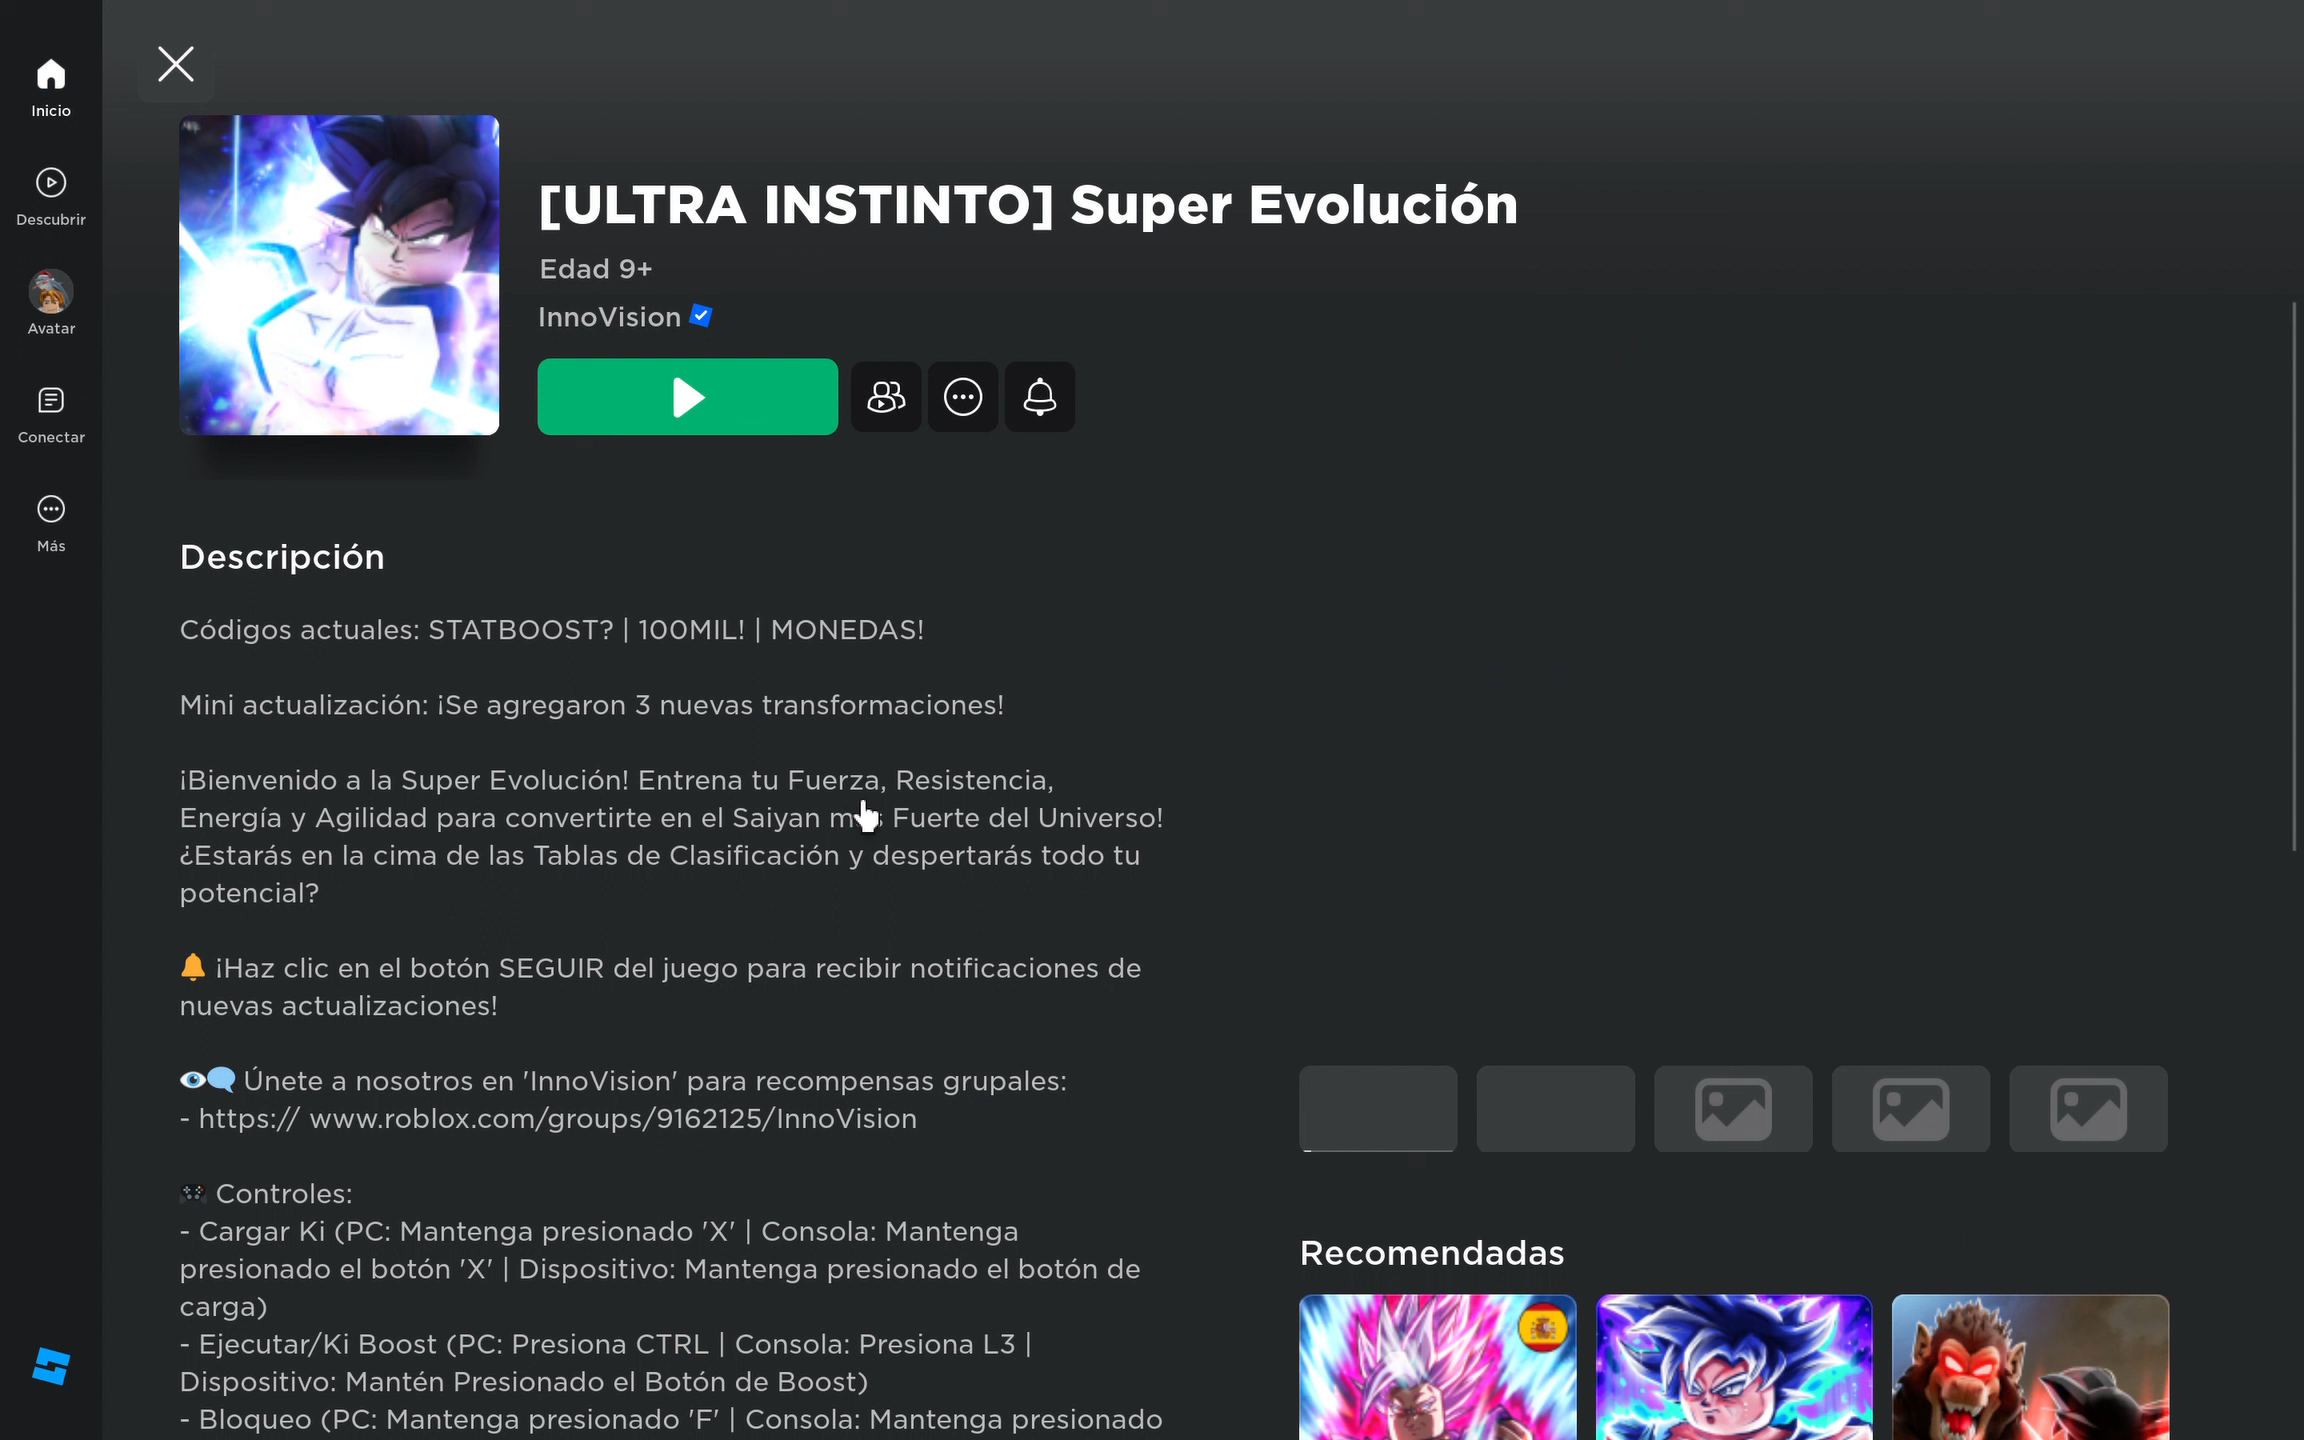 Inicio
Descubrir
Avatar
Conectar
Más
[ULTRA INSTINTO] Super Evolución
Edad 9+
InnoVision
Descripción
Códigos actuales: STATBOOST? | 100MIL! | MONEDAS!
Mini actualización: ¡Se agregaron 3 nuevas transformaciones!
¡Bienvenido a la Super Evolución! Entrena tu Fuerza, Resistencia,
Energía y Agilidad para convertirte en el Saiyan más Fuerte del Universo!
¿Estarás en la cima de las Tablas de Clasificación y despertarás todo tu
potencial?
🔔 ¡Haz clic en el botón SEGUIR del juego para recibir notificaciones de
nuevas actualizaciones!
👁️🗨️ Únete a nosotros en 'InnoVision' para recompensas grupales:
- https:// www.roblox.com/groups/9162125/InnoVision
🎮 Controles:
- Cargar Ki (PC: Mantenga presionado 'X' | Consola: Mantenga
presionado el botón 'X' | Dispositivo: Mantenga presionado el botón de
carga)
- Ejecutar/Ki Boost (PC: Presiona CTRL | Consola: Presiona L3 |
Dispositivo: Mantén Presionado el Botón de Boost)
- Bloqueo (PC: Mantenga presionado 'F' | Consola: Mantenga presionado
Recomendadas